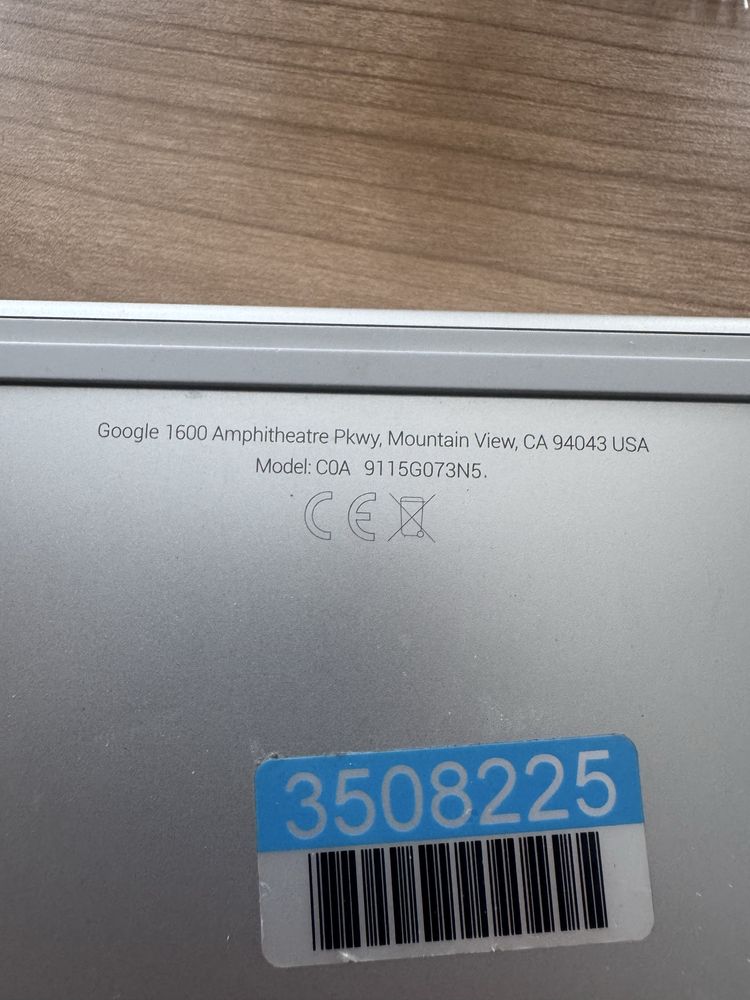 Google 1600 Amphitheatre Pkwy, Mountain View, CA 94043 USA
Model: C0A 9115G073N5.
CE
3508225